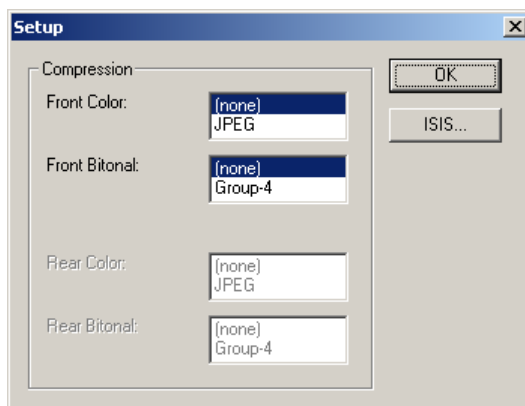 Setup
Compression
OK
Front Color:
(none)
JPEG
ISIS...
Front Bitonal:
(none)
Group-4
Rear Color:
(none)
JPEG
Rear Bitonal:
(none)
Group-4